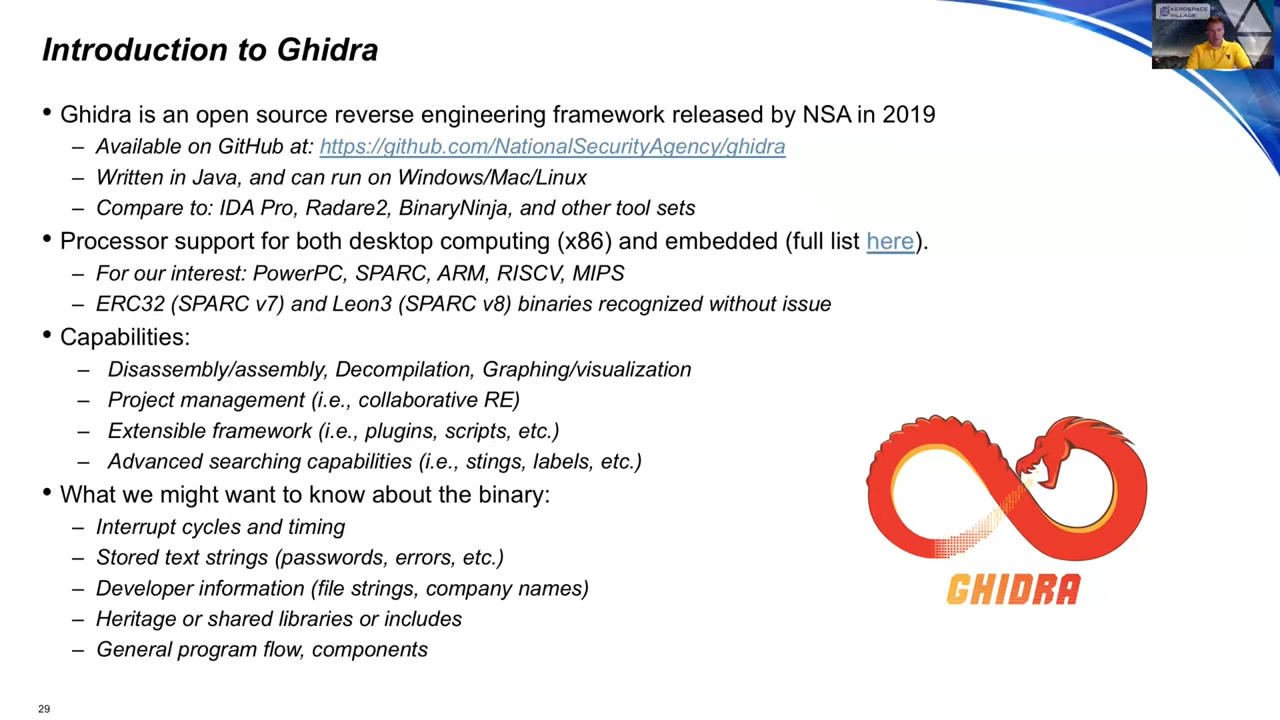 Introduction to Ghidra
AEROSPACE
VILLAGE
• Ghidra is an open source reverse engineering framework released by NSA in 2019
– Available on GitHub at: https://github.com/NationalSecurityAgency/ghidra
– Written in Java, and can run on Windows/Mac/Linux
– Compare to: IDA Pro, Radare2, BinaryNinja, and other tool sets
• Processor support for both desktop computing (x86) and embedded (full list here).
– For our interest: PowerPC, SPARC, ARM, RISCV, MIPS
– ERC32 (SPARC v7) and Leon3 (SPARC v8) binaries recognized without issue
• Capabilities:
– Disassembly/assembly, Decompilation, Graphing/visualization
– Project management (i.e., collaborative RE)
– Extensible framework (i.e., plugins, scripts, etc.)
– Advanced searching capabilities (i.e., stings, labels, etc.)
• What we might want to know about the binary:
– Interrupt cycles and timing
– Stored text strings (passwords, errors, etc.)
– Developer information (file strings, company names)
– Heritage or shared libraries or includes
– General program flow, components
GHIDRA
29